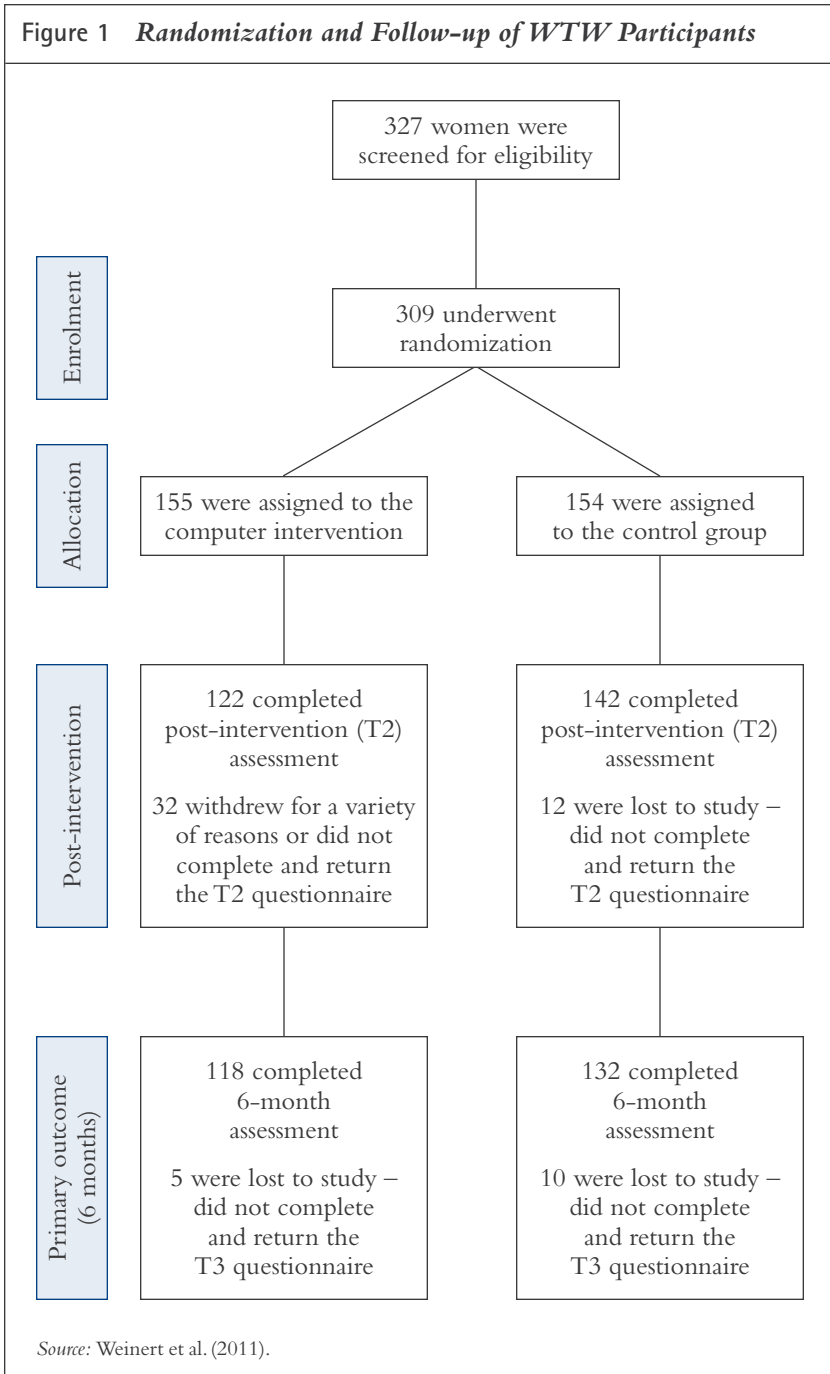 Figure 1 Randomization and Follow-up of WTW Participants
327 women were
screened for eligibility
Enrolment
309 underwent
randomization
Allocation
155 were assigned to the
computer intervention
154 were assigned
to the control group
Post-intervention
122 completed
post-intervention (T2)
assessment
32 withdrew for a variety
of reasons or did not
complete and return
the T2 questionnaire
142 completed
post-intervention (T2)
assessment
12 were lost to study –
did not complete
and return the
T2 questionnaire
Primary outcome
(6 months)
118 completed
6-month
assessment
5 were lost to study –
did not complete
and return the
T3 questionnaire
132 completed
6-month
assessment
10 were lost to study –
did not complete
and return the
T3 questionnaire
Source: Weinert et al. (2011).